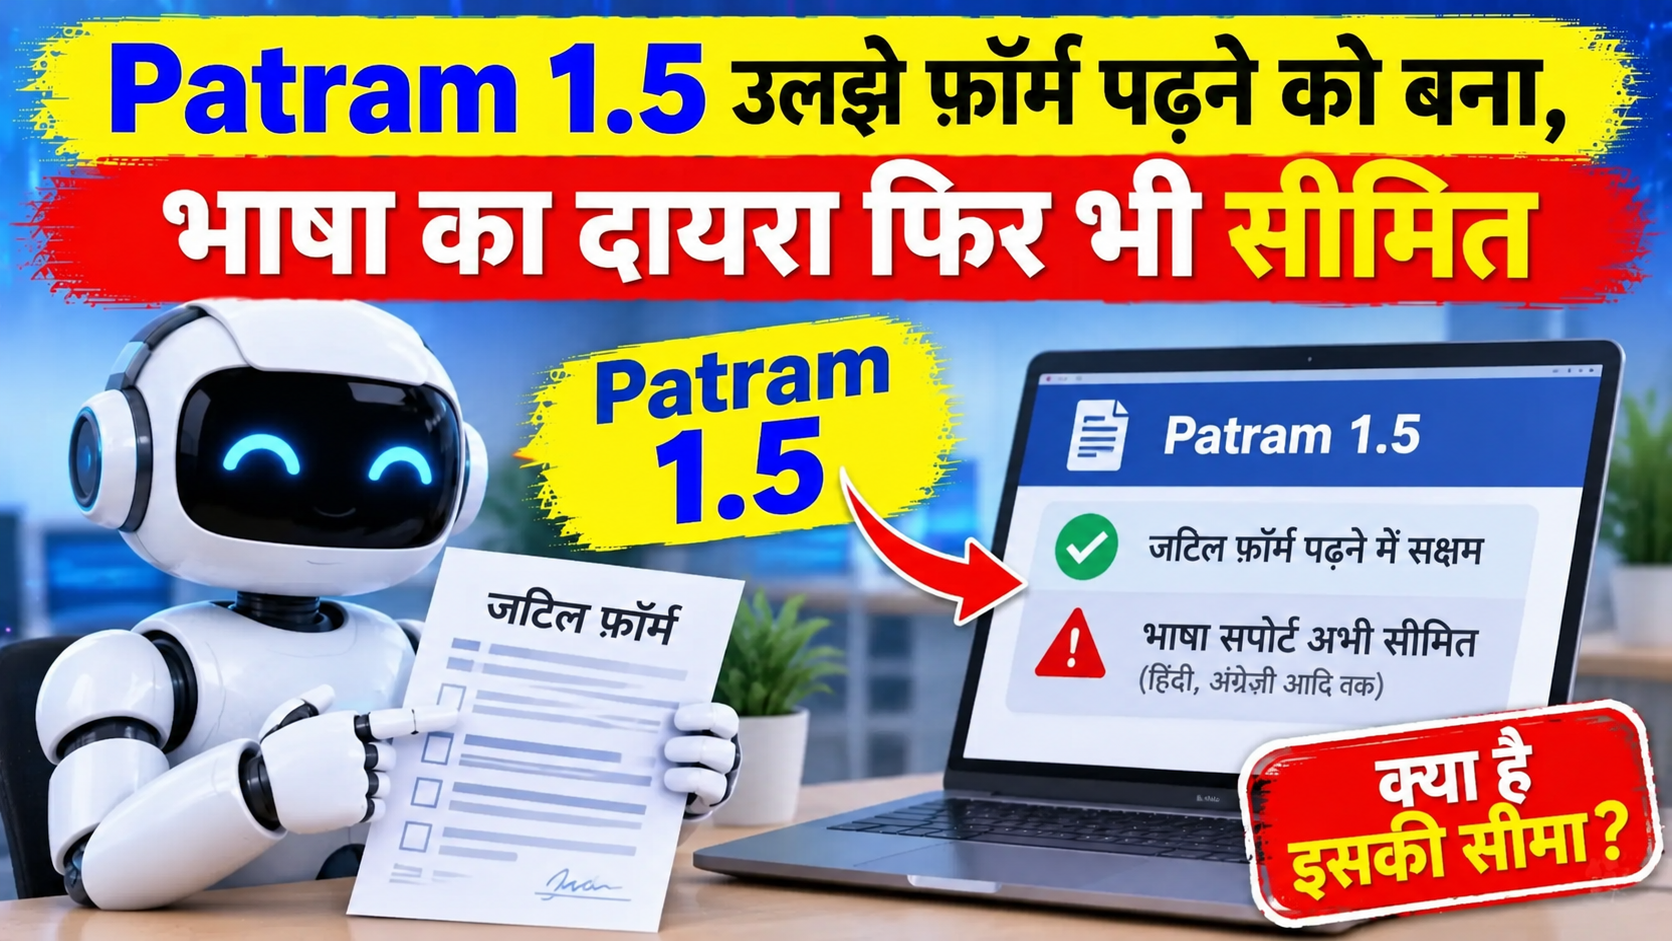 Patram 1.5 उलझे फ़ॉर्म पढ़ने को बना,
भाषा का दायरा फिर भी सीमित
Patram
1.5
Patram 1.5
जटिल फ़ॉर्म पढ़ने में सक्षम
भाषा सपोर्ट अभी सीमित
(हिंदी, अंग्रेज़ी आदि तक)
जटिल फ़ॉर्म
क्या है
इसकी सीमा?